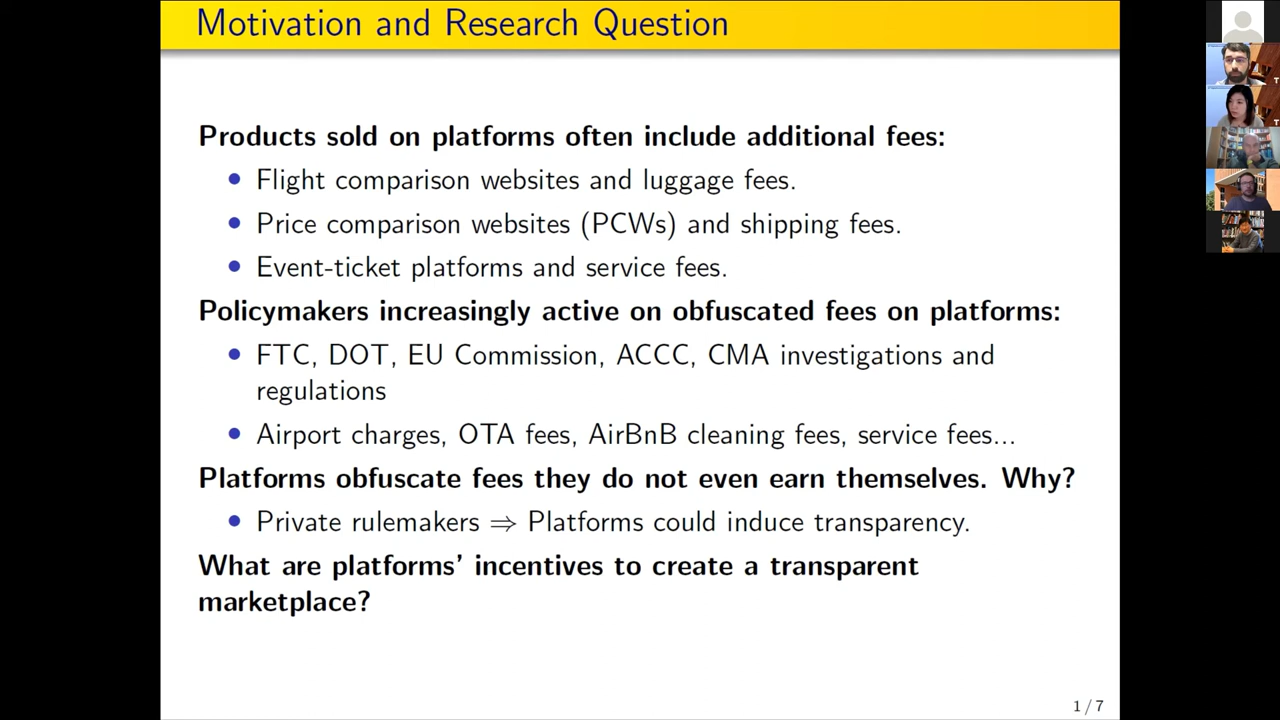 Motivation and Research Question
Products sold on platforms often include additional fees:
Flight comparison websites and luggage fees.
Price comparison websites (PCWs) and shipping fees.
Event-ticket platforms and service fees.
Policymakers increasingly active on obfuscated fees on platforms:
FTC, DOT, EU Commission, ACCC, CMA investigations and
regulations
Airport charges, OTA fees, AirBnB cleaning fees, service fees...
Platforms obfuscate fees they do not even earn themselves. Why?
Private rulemakers ⇒ Platforms could induce transparency.
What are platforms' incentives to create a transparent
marketplace?
1 / 7